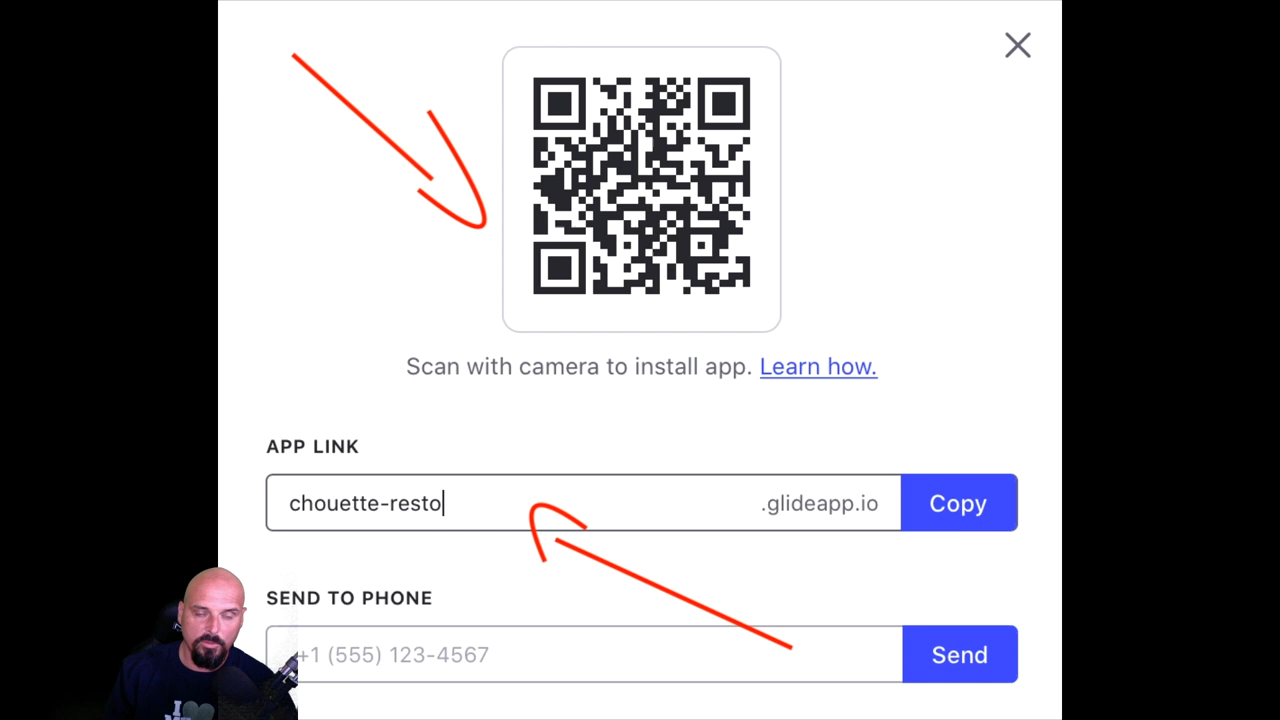 Scan with camera to install app. Learn how.
APP LINK
chouette-resto .glideapp.io Copy
SEND TO PHONE
+1 (555) 123-4567 Send
I